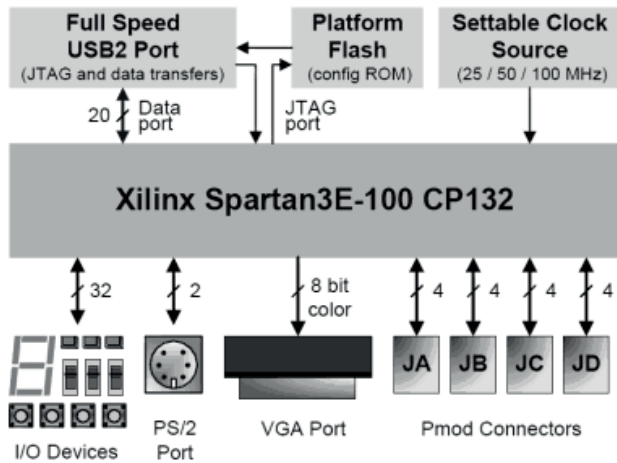 Full Speed
USB2 Port
(JTAG and data transfers)
Platform
Flash
(config ROM)
Settable Clock
Source
(25 / 50 / 100 MHz)
20
Data
port
JTAG
port
Xilinx Spartan3E-100 CP132
32
2
8 bit
color
4
4
4
4
JA
JB
JC
JD
I/O Devices
PS/2
Port
VGA Port
Pmod Connectors